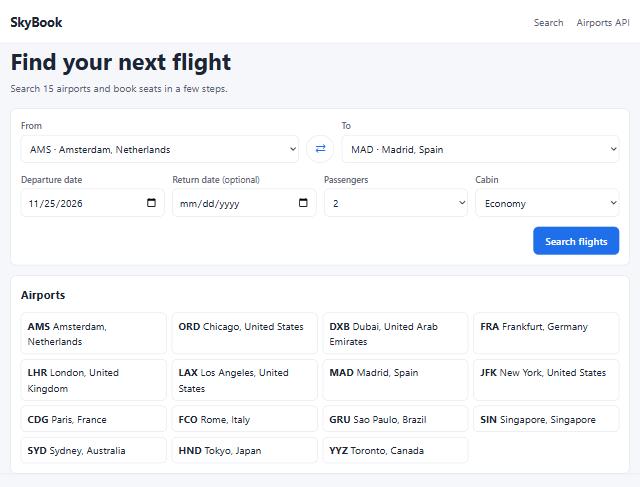 SkyBook
Search
Airports API
Find your next flight
Search 15 airports and book seats in a few steps.
From
To
AMS · Amsterdam, Netherlands
MAD · Madrid, Spain
Departure date
Return date (optional)
Passengers
Cabin
11/25/2026
mm/dd/yyyy
2
Economy
Search flights
Airports
AMS Amsterdam,
Netherlands
ORD Chicago, United States
DXB Dubai, United Arab
Emirates
FRA Frankfurt, Germany
LHR London, United
Kingdom
LAX Los Angeles, United
States
MAD Madrid, Spain
JFK New York, United States
CDG Paris, France
FCO Rome, Italy
GRU Sao Paulo, Brazil
SIN Singapore, Singapore
SYD Sydney, Australia
HND Tokyo, Japan
YYZ Toronto, Canada